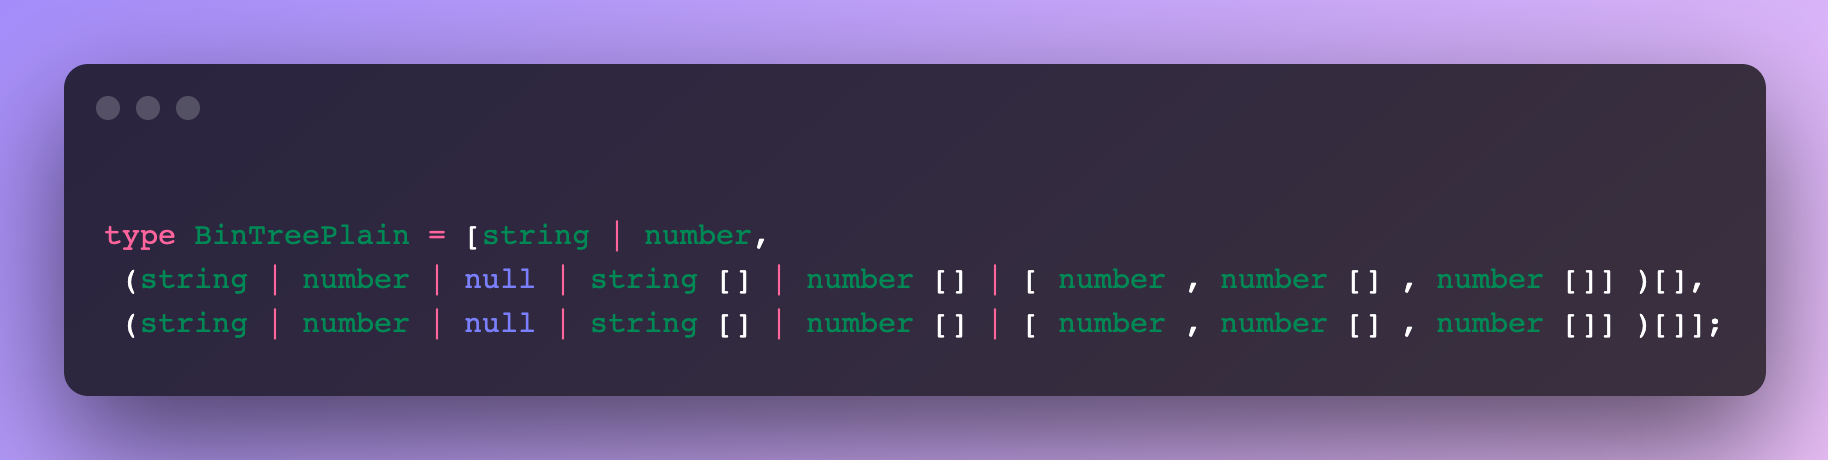 type BinTreePlain = [string | number,
(string | number | null | string [] | number [] | [ number , number [] , number []] )[],
(string | number | null | string [] | number [] | [ number , number [] , number []] )[]];